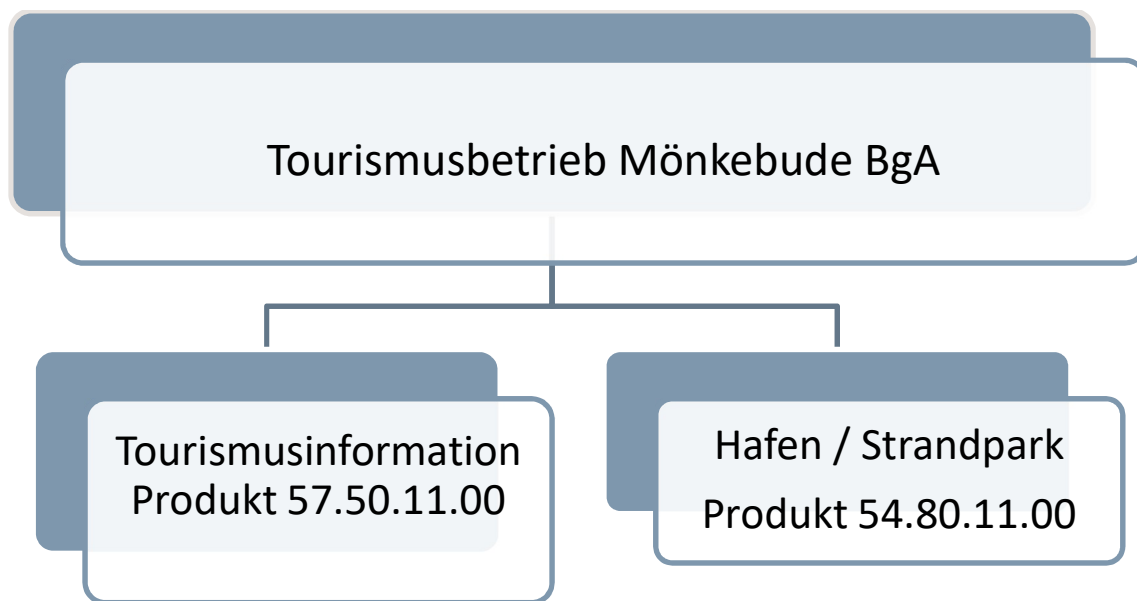 Tourismusbetrieb Mönkebude BgA
Tourismusinformation
Produkt 57.50.11.00
Hafen / Strandpark
Produkt 54.80.11.00